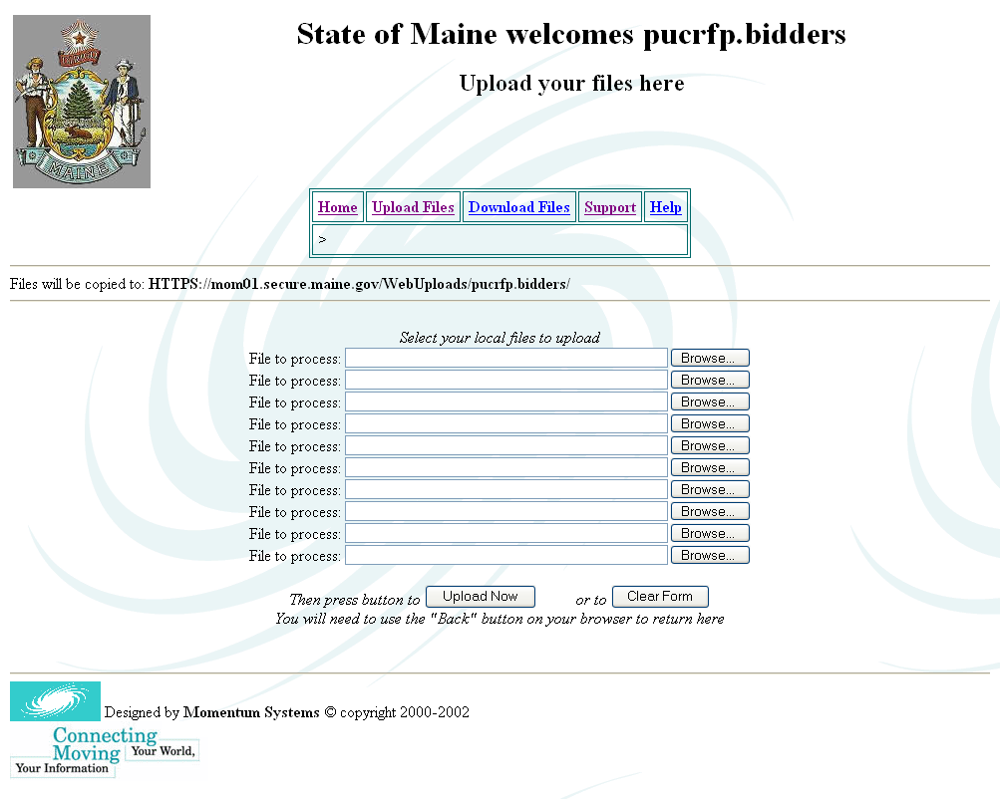 State of Maine welcomes pucrfp.bidders
Upload your files here
DIRIGO
MAINE
Home Upload Files Download Files Support Help
>
Files will be copied to: HTTPS://mom01.secure.maine.gov/WebUploads/pucrfp.bidders/
Select your local files to upload
File to process: Browse...
File to process: Browse...
File to process: Browse...
File to process: Browse...
File to process: Browse...
File to process: Browse...
File to process: Browse...
File to process: Browse...
File to process: Browse...
File to process: Browse...
Then press button to Upload Now or to Clear Form
You will need to use the "Back" button on your browser to return here
Designed by Momentum Systems © copyright 2000-2002
Connecting
Moving Your World,
Your Information